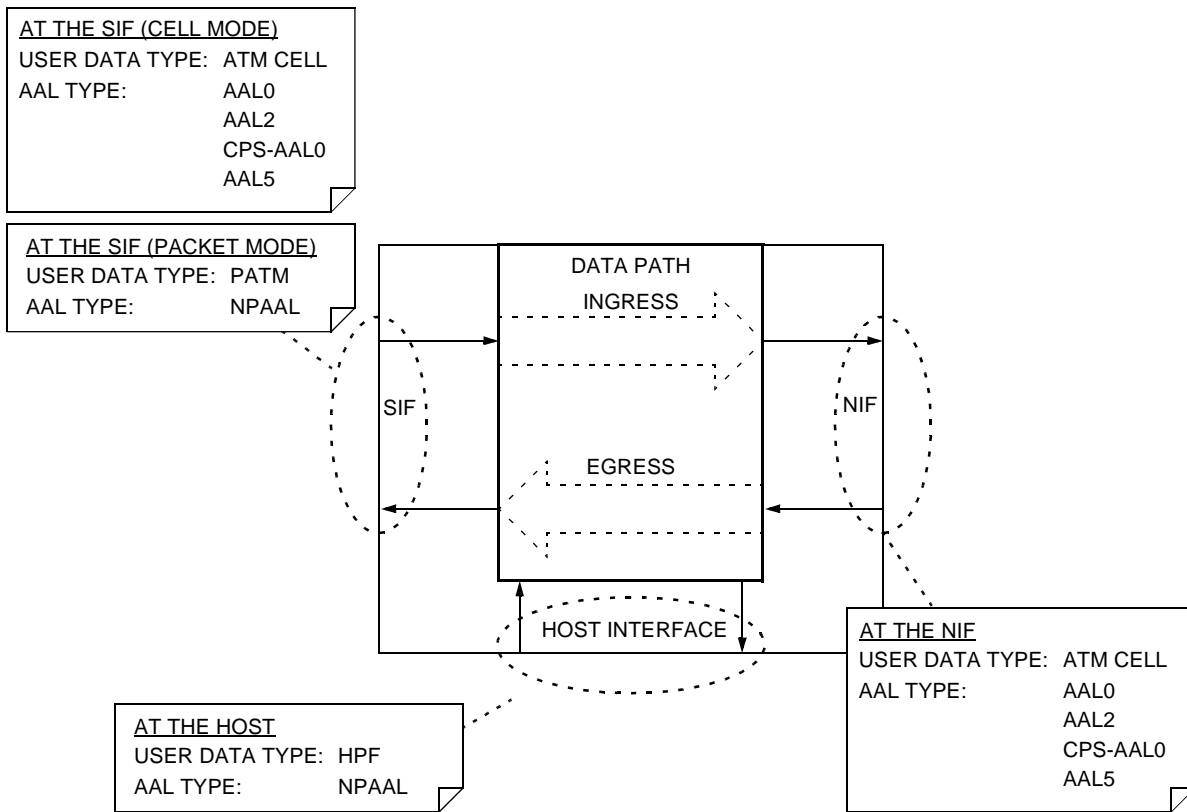 AT THE SIF (CELL MODE)
USER DATA TYPE: ATM CELL
AAL TYPE: AAL0
AAL2
CPS-AAL0
AAL5
AT THE SIF (PACKET MODE)
USER DATA TYPE: PATM
AAL TYPE: NPAAL
DATA PATH
INGRESS
SIF
NIF
EGRESS
HOST INTERFACE
AT THE HOST
USER DATA TYPE: HPF
AAL TYPE: NPAAL
AT THE NIF
USER DATA TYPE: ATM CELL
AAL TYPE: AAL0
AAL2
CPS-AAL0
AAL5